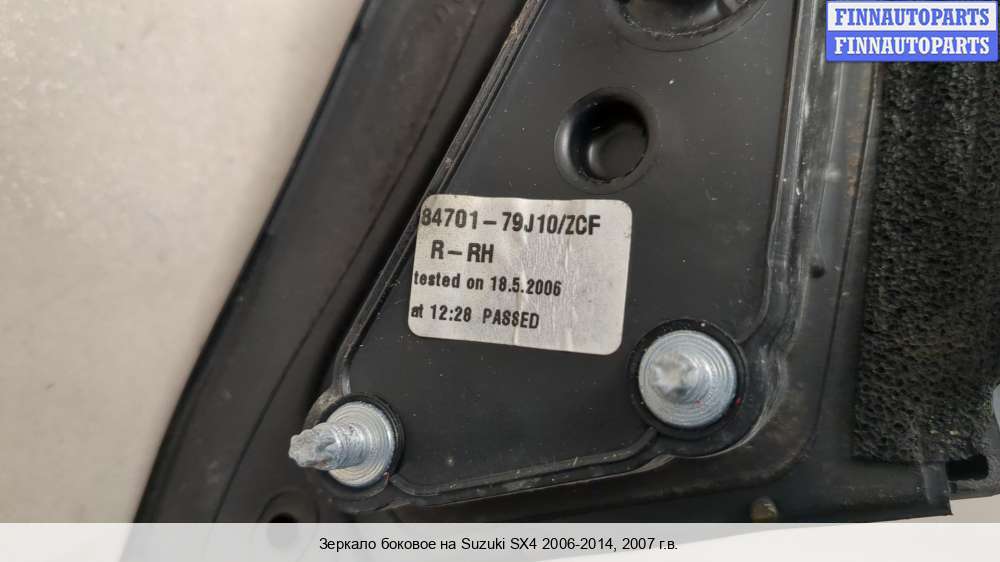 FINNAUTOPARTS
FINNAUTOPARTS
84701-79J10/ZCF
R-RH
tested on 18.5.2006
at 12:28 PASSED
Зеркало боковое на Suzuki SX4 2006-2014, 2007 г.в.